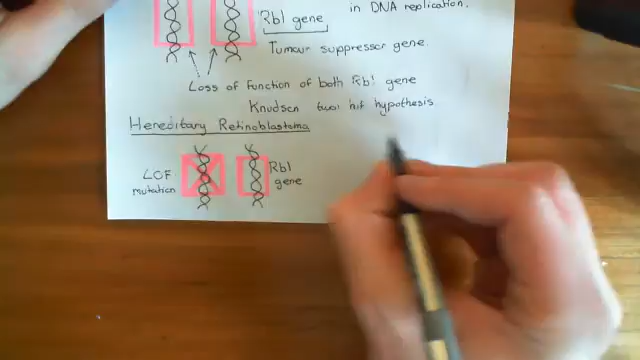 in DNA replication.
Rb1 gene
Tumour suppressor gene.
Loss of Function of both Rb1 gene
Knudson two hit hypothesis
Hereditary Retinoblastoma
LOF mutation
Rb1 gene